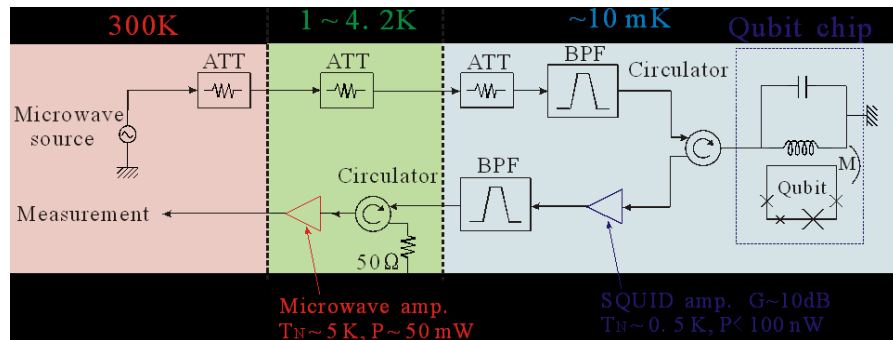 300K
1 ~ 4. 2K
~10 mK
Qubit chip
ATT
ATT
ATT
BPF
Circulator
Microwave
source
M
Qubit
BPF
Circulator
Measurement
50Ω
Microwave amp.
TN~ 5 K, P~ 50 mW
SQUID amp. G~10dB
TN~ 0. 5 K, P< 100 nW